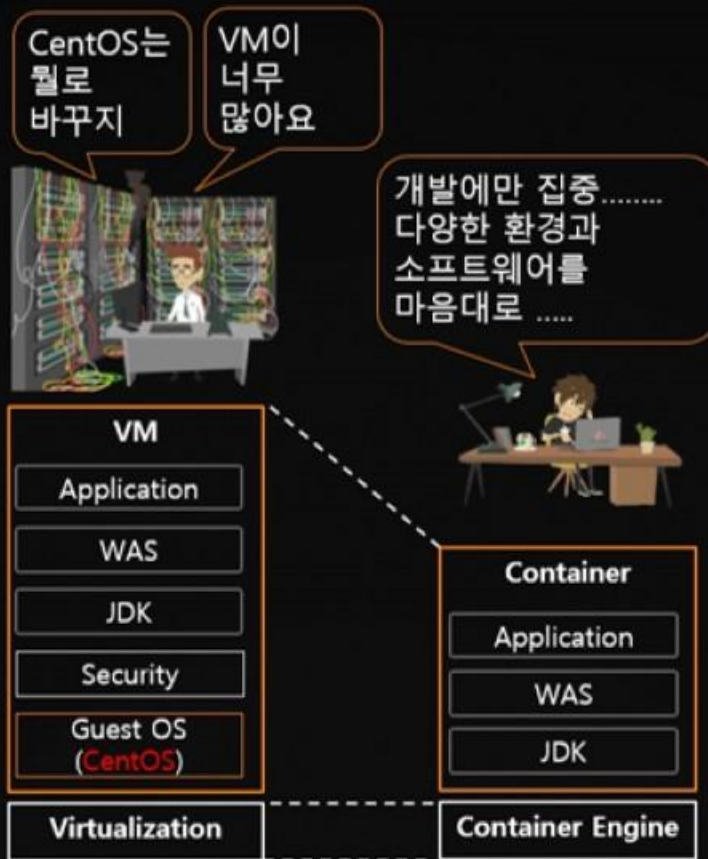 CentOS는
뭘로
바꾸지
VM이
너무
많아요
개발에만 집중........
다양한 환경과
소프트웨어를
마음대로 .....
VM
Application
WAS
JDK
Security
Guest OS
(CentOS)
Virtualization
Container
Application
WAS
JDK
Container Engine